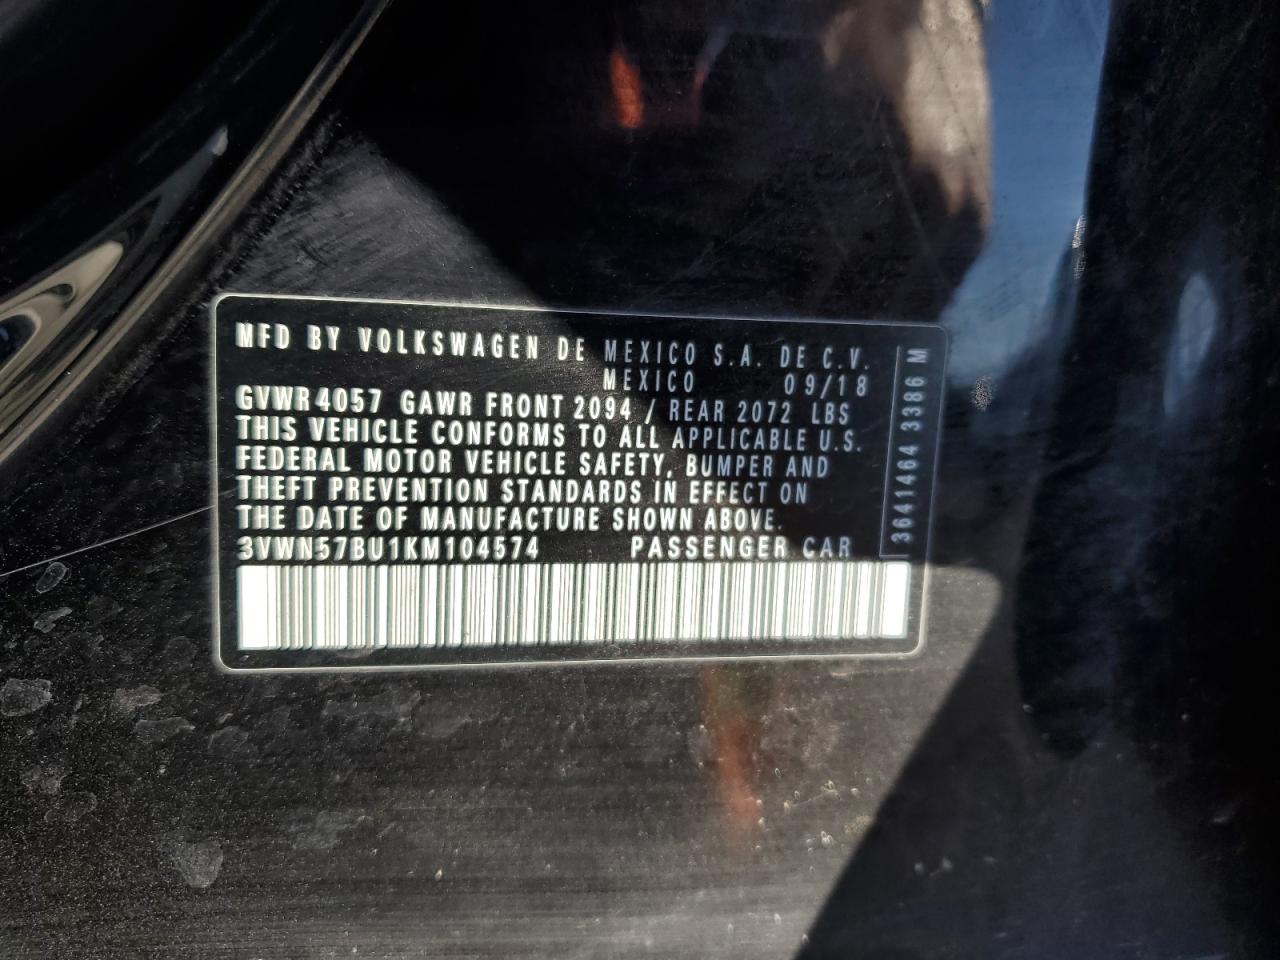 MFD BY VOLKSWAGEN DE MEXICO S.A. DE C.V.
MEXICO 09/18
GVWR 4057 GAWR FRONT 2094 / REAR 2072 LBS
THIS VEHICLE CONFORMS TO ALL APPLICABLE U.S.
FEDERAL MOTOR VEHICLE SAFETY, BUMPER AND
THEFT PREVENTION STANDARDS IN EFFECT ON
THE DATE OF MANUFACTURE SHOWN ABOVE.
3VWN57BU1KM104574 PASSENGER CAR
3641464 3386 M